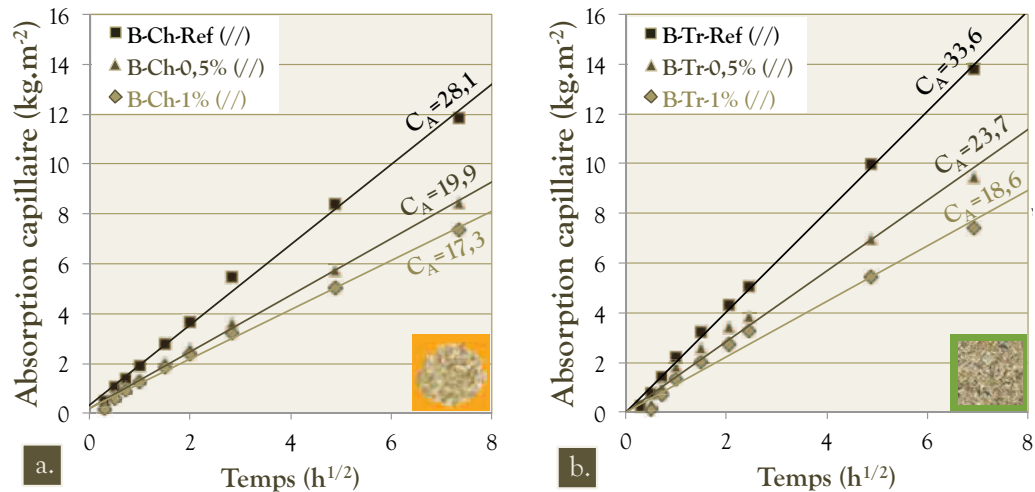 Absorption capillaire (kg.m⁻²)
16
14
12
10
8
6
4
2
0
B-Ch-Ref (//)
B-Ch-0,5% (//)
B-Ch-1% (//)
C_A=28,1
C_A=19,9
C_A=17,3
0
2
4
6
8
a.
Temps (h^1/2)
Absorption capillaire (kg.m⁻²)
16
14
12
10
8
6
4
2
0
B-Tr-Ref (//)
B-Tr-0,5% (//)
B-Tr-1% (//)
C_A=33,6
C_A=23,7
C_A=18,6
0
2
4
6
8
b.
Temps (h^1/2)